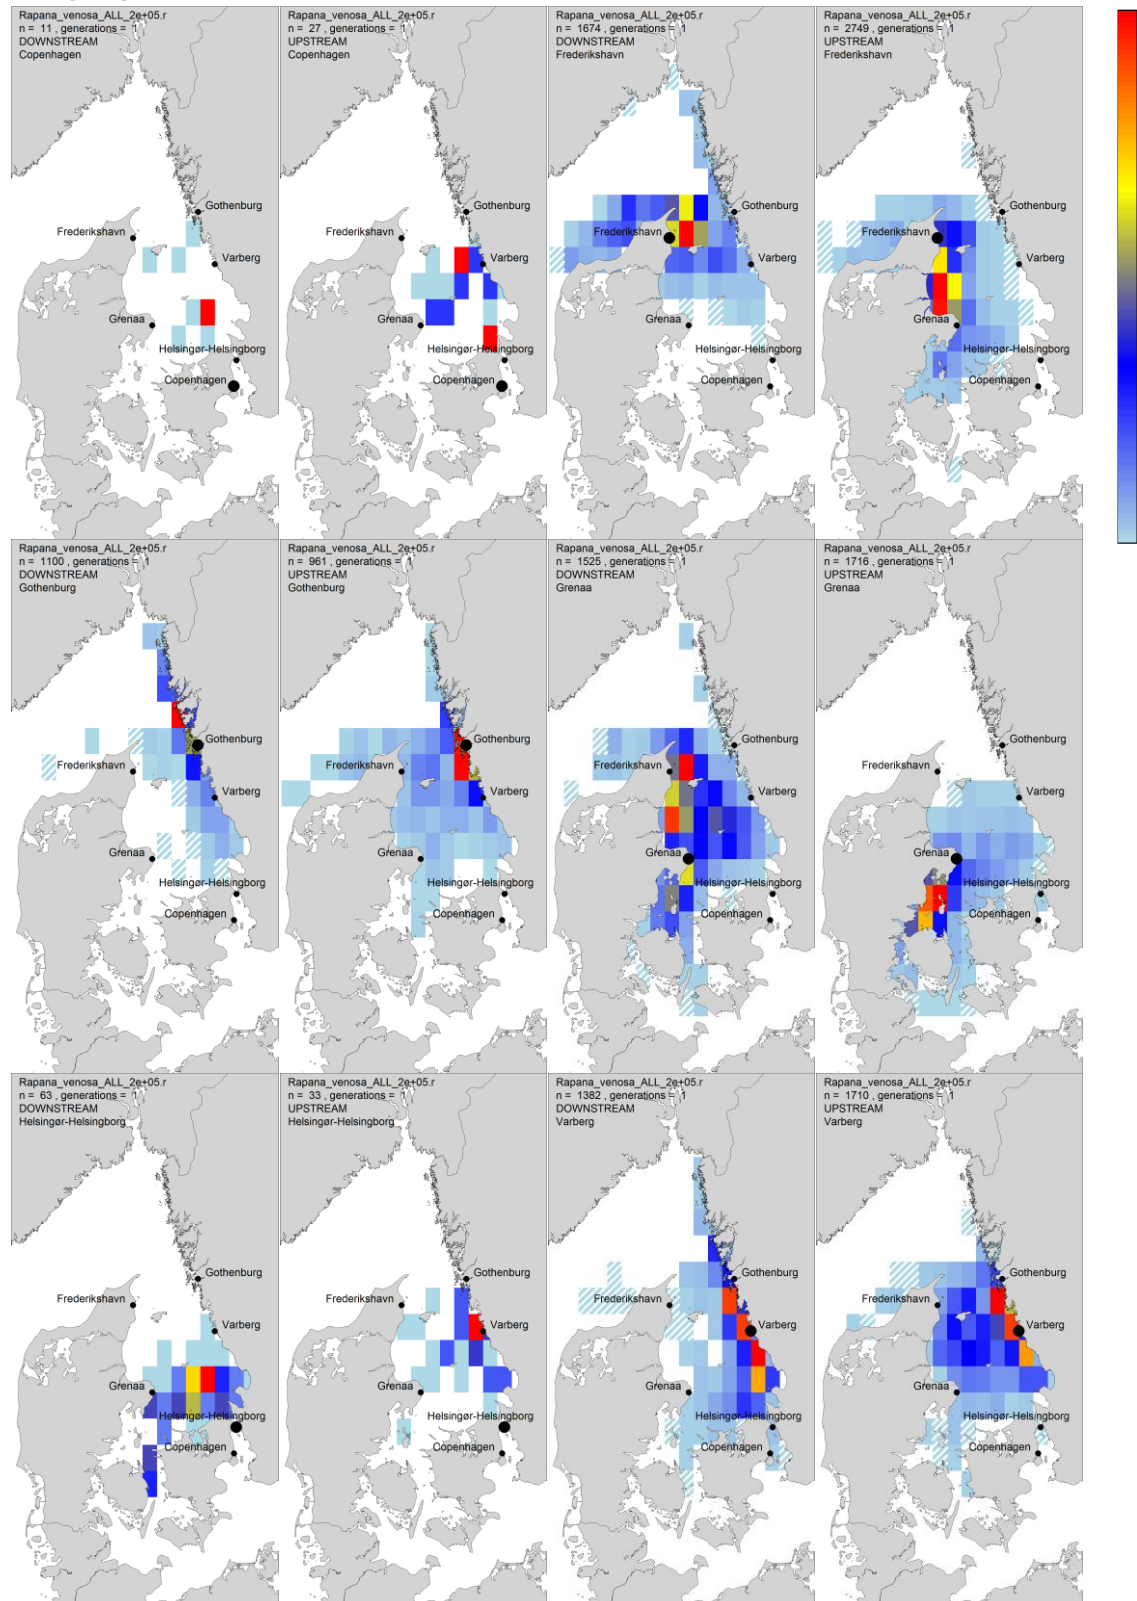 Rapana_venosa_ALL_2e+05.r
n = 11 , generations = 1
DOWNSTREAM
Copenhagen
Gothenburg
Frederikshavn
Varberg
Grenaa
Helsingør-Helsingborg
Copenhagen
Rapana_venosa_ALL_2e+05.r
n = 27 , generations = 1
UPSTREAM
Copenhagen
Gothenburg
Frederikshavn
Varberg
Grenaa
Helsingør-Helsingborg
Copenhagen
Rapana_venosa_ALL_2e+05.r
n = 1674 , generations = 1
DOWNSTREAM
Frederikshavn
Gothenburg
Frederikshavn
Varberg
Grenaa
Helsingør-Helsingborg
Copenhagen
Rapana_venosa_ALL_2e+05.r
n = 2749 , generations = 1
UPSTREAM
Frederikshavn
Gothenburg
Frederikshavn
Varberg
Grenaa
Helsingør-Helsingborg
Copenhagen
Rapana_venosa_ALL_2e+05.r
n = 1100 , generations = 1
DOWNSTREAM
Gothenburg
Gothenburg
Frederikshavn
Varberg
Grenaa
Helsingør-Helsingborg
Copenhagen
Rapana_venosa_ALL_2e+05.r
n = 961 , generations = 1
UPSTREAM
Gothenburg
Gothenburg
Frederikshavn
Varberg
Grenaa
Helsingør-Helsingborg
Copenhagen
Rapana_venosa_ALL_2e+05.r
n = 1525 , generations = 1
DOWNSTREAM
Grenaa
Gothenburg
Frederikshavn
Varberg
Grenaa
Helsingør-Helsingborg
Copenhagen
Rapana_venosa_ALL_2e+05.r
n = 1716 , generations = 1
UPSTREAM
Grenaa
Gothenburg
Frederikshavn
Varberg
Grenaa
Helsingør-Helsingborg
Copenhagen
Rapana_venosa_ALL_2e+05.r
n = 63 , generations = 1
DOWNSTREAM
Helsingør-Helsingborg
Gothenburg
Frederikshavn
Varberg
Grenaa
Helsingør-Helsingborg
Copenhagen
Rapana_venosa_ALL_2e+05.r
n = 33 , generations = 1
UPSTREAM
Helsingør-Helsingborg
Gothenburg
Frederikshavn
Varberg
Grenaa
Helsingør-Helsingborg
Copenhagen
Rapana_venosa_ALL_2e+05.r
n = 1382 , generations = 1
DOWNSTREAM
Varberg
Gothenburg
Frederikshavn
Varberg
Grenaa
Helsingør-Helsingborg
Copenhagen
Rapana_venosa_ALL_2e+05.r
n = 1710 , generations = 1
UPSTREAM
Varberg
Gothenburg
Frederikshavn
Varberg
Grenaa
Helsingør-Helsingborg
Copenhagen